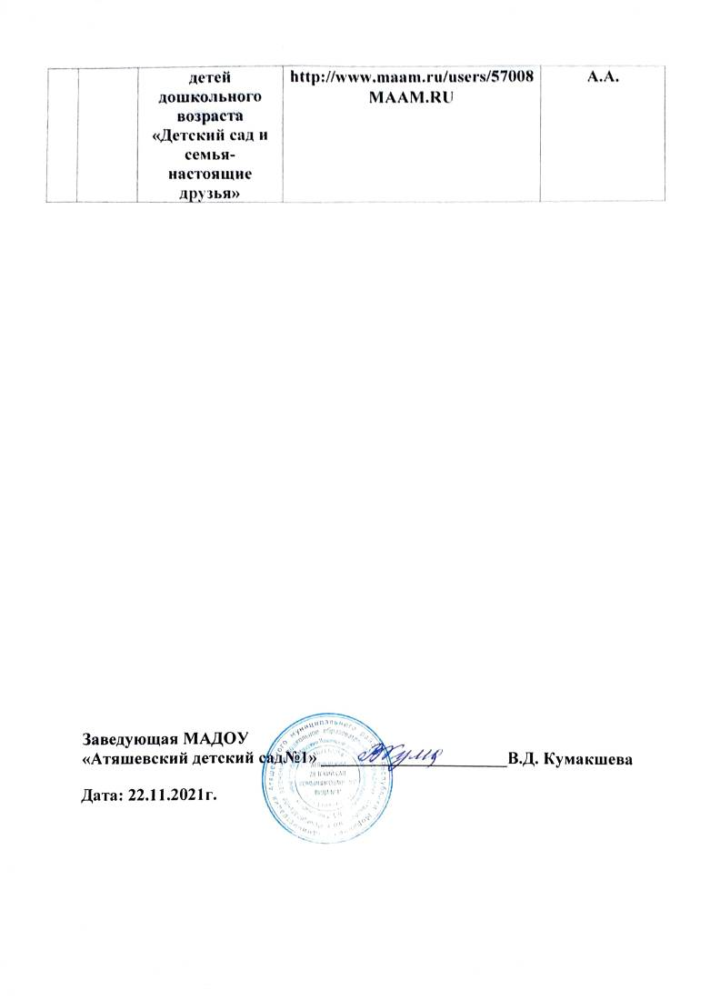 детей
дошкольного
возраста
«Детский сад и
семья-
настоящие
друзья»
http://www.maam.ru/users/57008
MAAM.RU
А.А.
Заведующая МАДОУ
«Атяшевский детский сад№1» В.Д. Кумакшева
Дата: 22.11.2021г.
муниципального